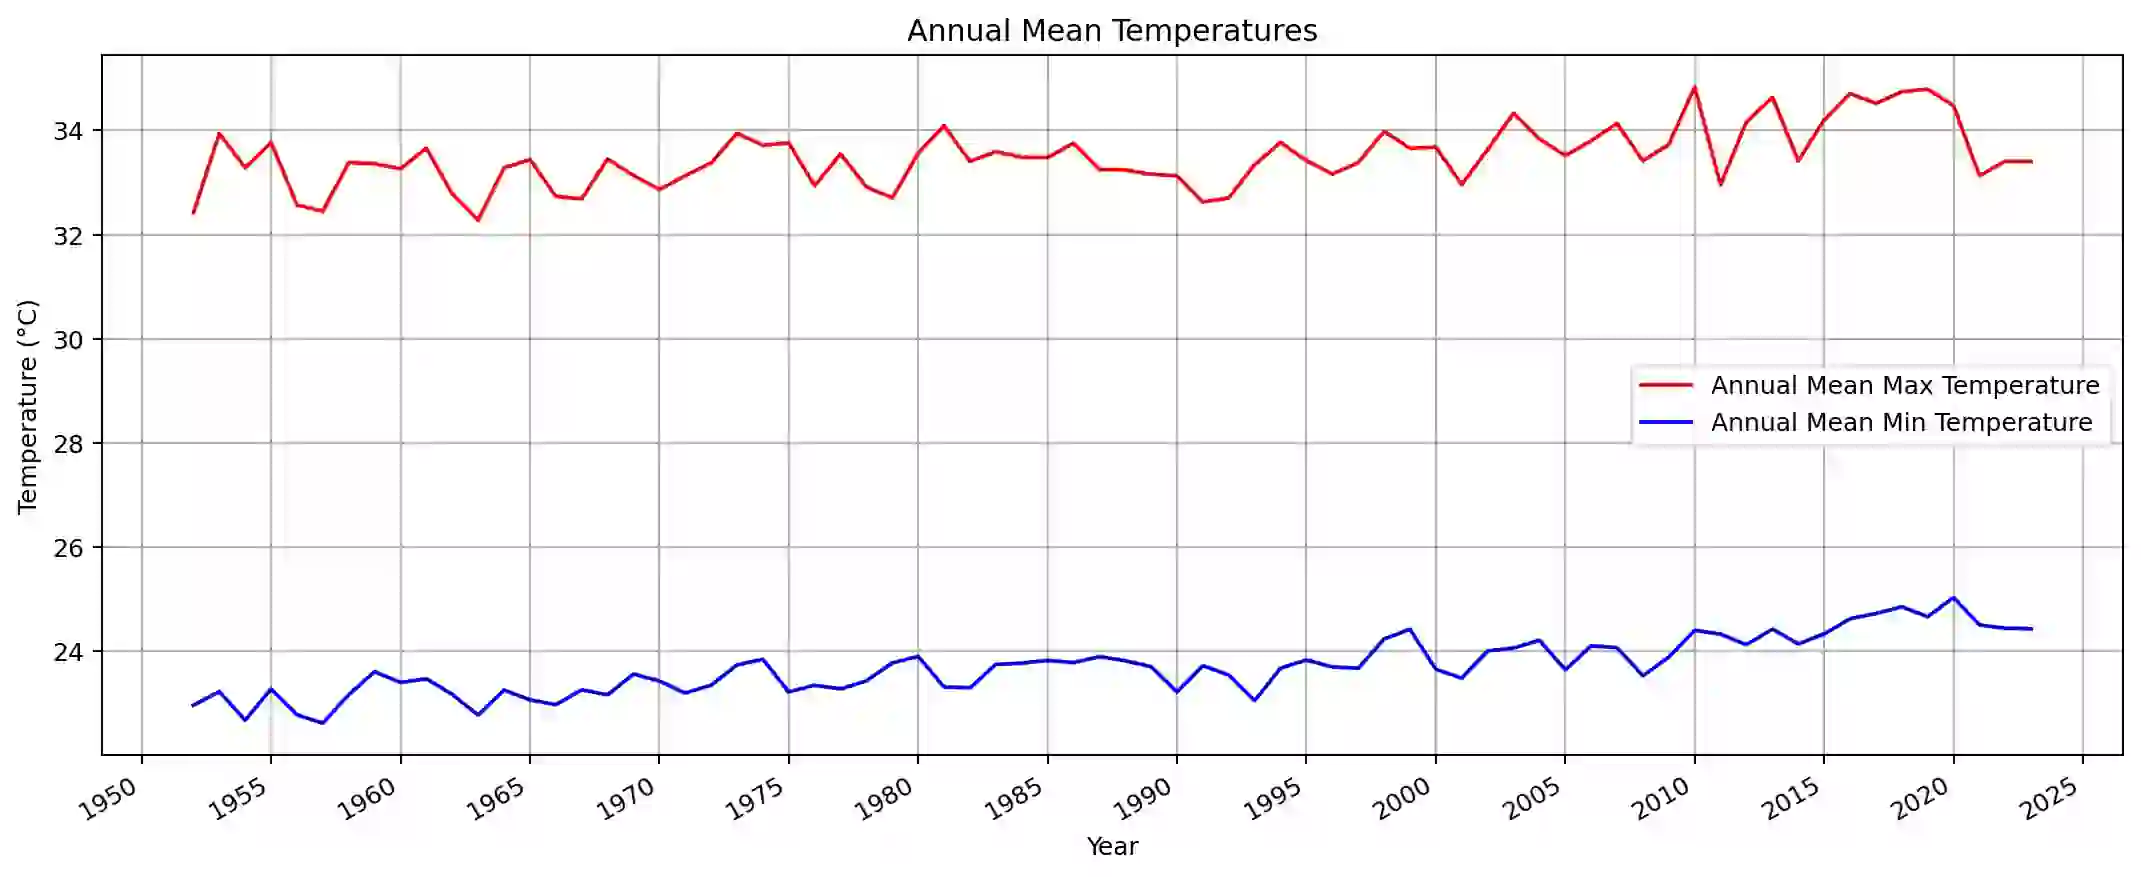 Annual Mean Temperatures
34
32
30
28
26
24
Temperature (°C)
Annual Mean Max Temperature
Annual Mean Min Temperature
1950 1955 1960 1965 1970 1975 1980 1985 1990 1995 2000 2005 2010 2015 2020 2025
Year